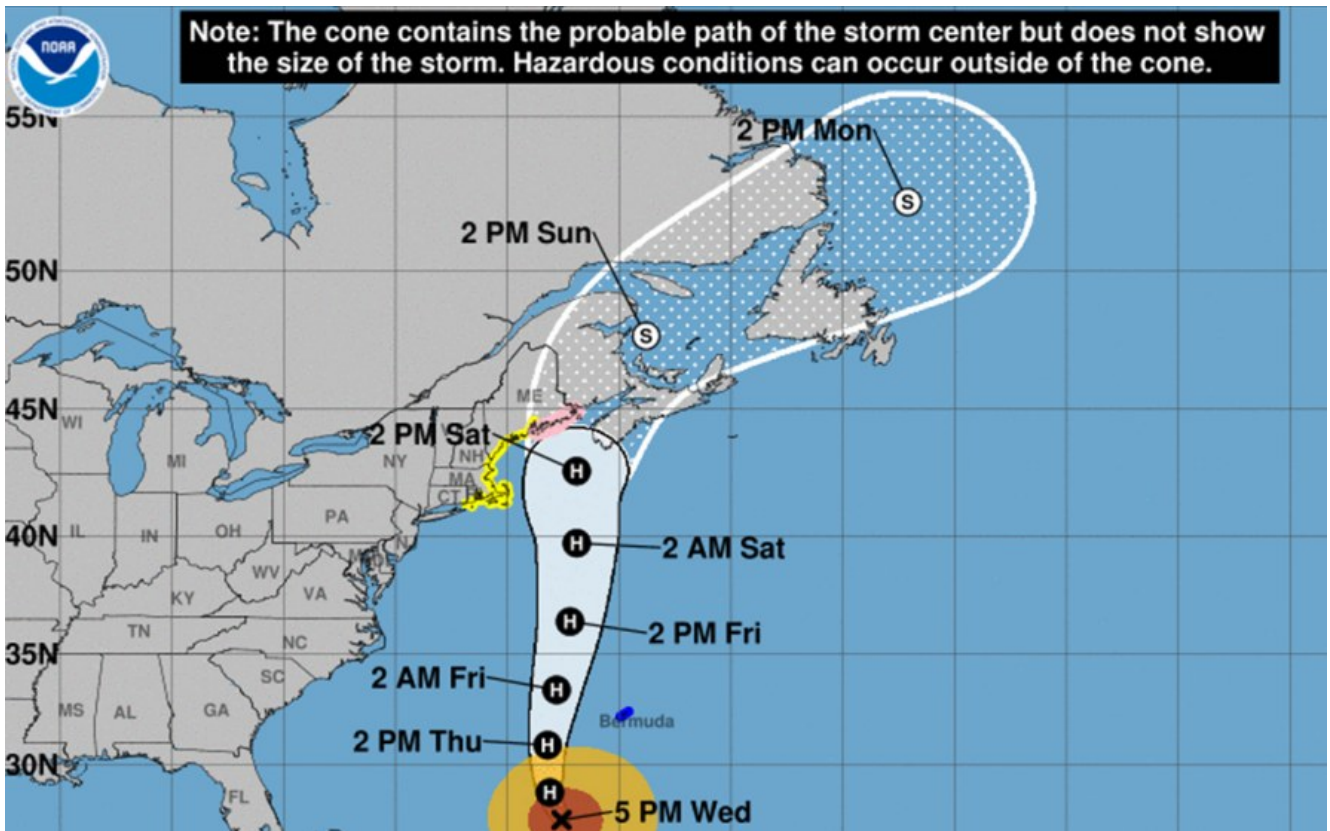 NOAA
Note: The cone contains the probable path of the storm center but does not show
the size of the storm. Hazardous conditions can occur outside of the cone.
55N
2 PM Mon
S
2 PM Sun
50N
S
ME
45N
WI
2 PM Sat
NH
MI
NY
H
MA
CT
PA
40N
IL
IN
OH
H
2 AM Sat
WV
VA
KY
H
2 PM Fri
TN
NC
35N
2 AM Fri
H
SC
MS
AL
GA
Bermuda
2 PM Thu
H
30N
FL
H
5 PM Wed